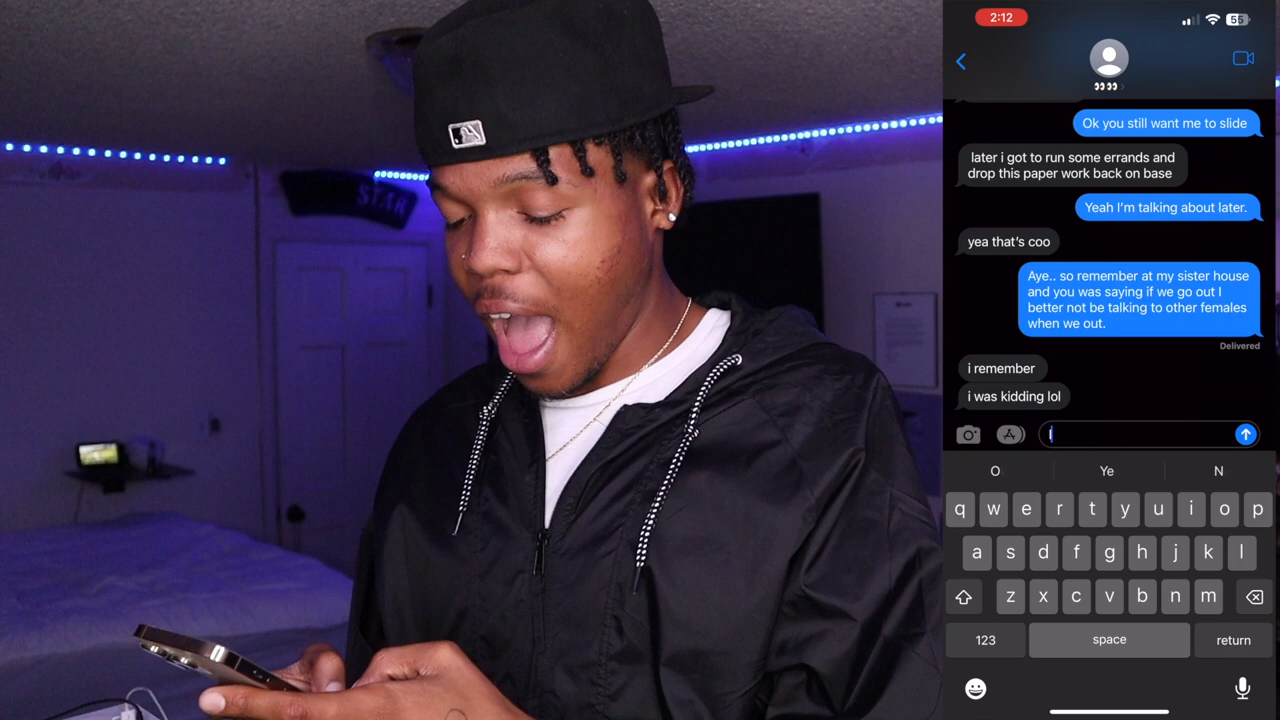 STAR
2:12
55
👀👀
Ok you still want me to slide
later i got to run some errands and
drop this paper work back on base
Yeah I'm talking about later.
yea that's coo
Aye.. so remember at my sister house
and you was saying if we go out I
better not be talking to other females
when we out.
Delivered
i remember
i was kidding lol
I
O Ye N
q w e r t y u i o p
a s d f g h j k l
z x c v b n m
123 space return